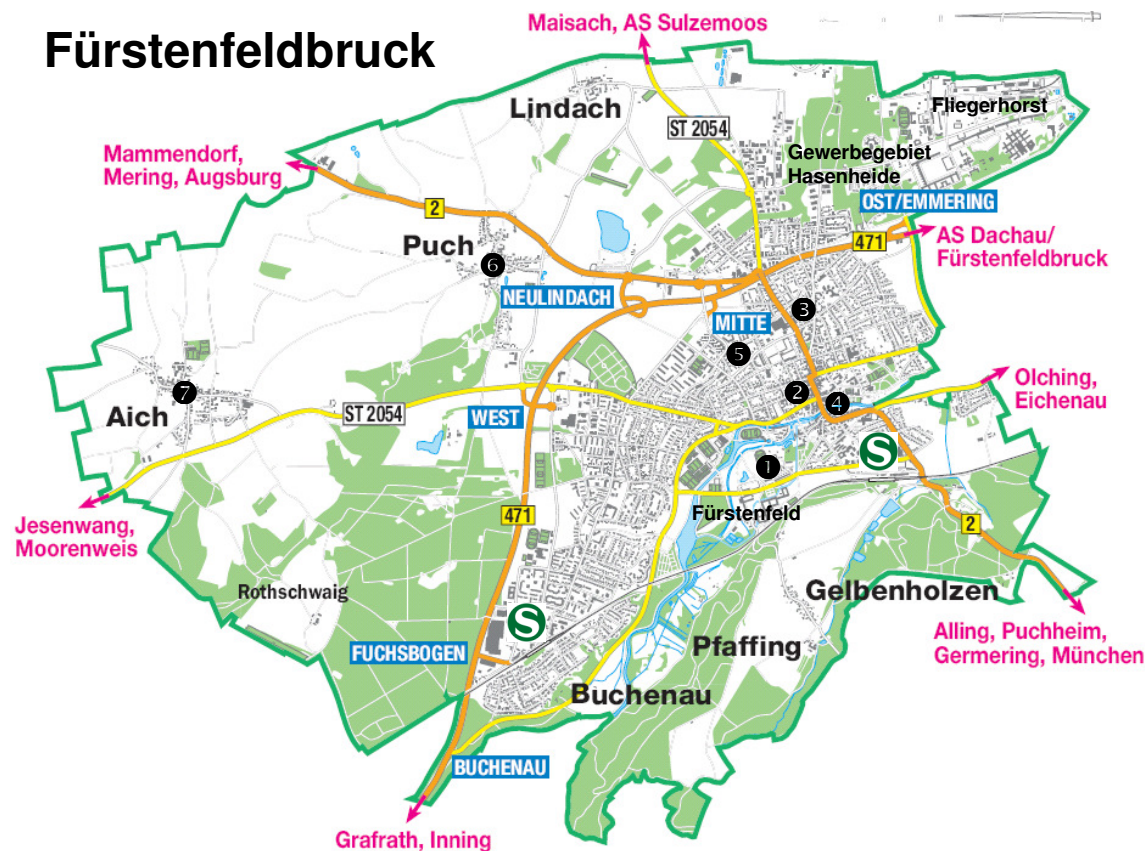 Maisach, AS Sulzemoos
Fürstenfeldbruck
Lindach
Fliegerhorst
ST 2054
Gewerbegebiet
Hasenheide
Mammendorf,
Mering, Augsburg
OST/EMMERING
2
471
AS Dachau/
Fürstenfeldbruck
Puch
6
NEULINDACH
3
MITTE
5
7
2
4
Olching,
Eichenau
Aich
ST 2054
WEST
S
1
Fürstenfeld
471
2
Jesenwang,
Moorenweis
Rothschwaig
Gelbenholzen
S
Alling, Puchheim,
Germering, München
FUCHSBOGEN
Pfaffing
Buchenau
BUCHENAU
Grafrath, Inning